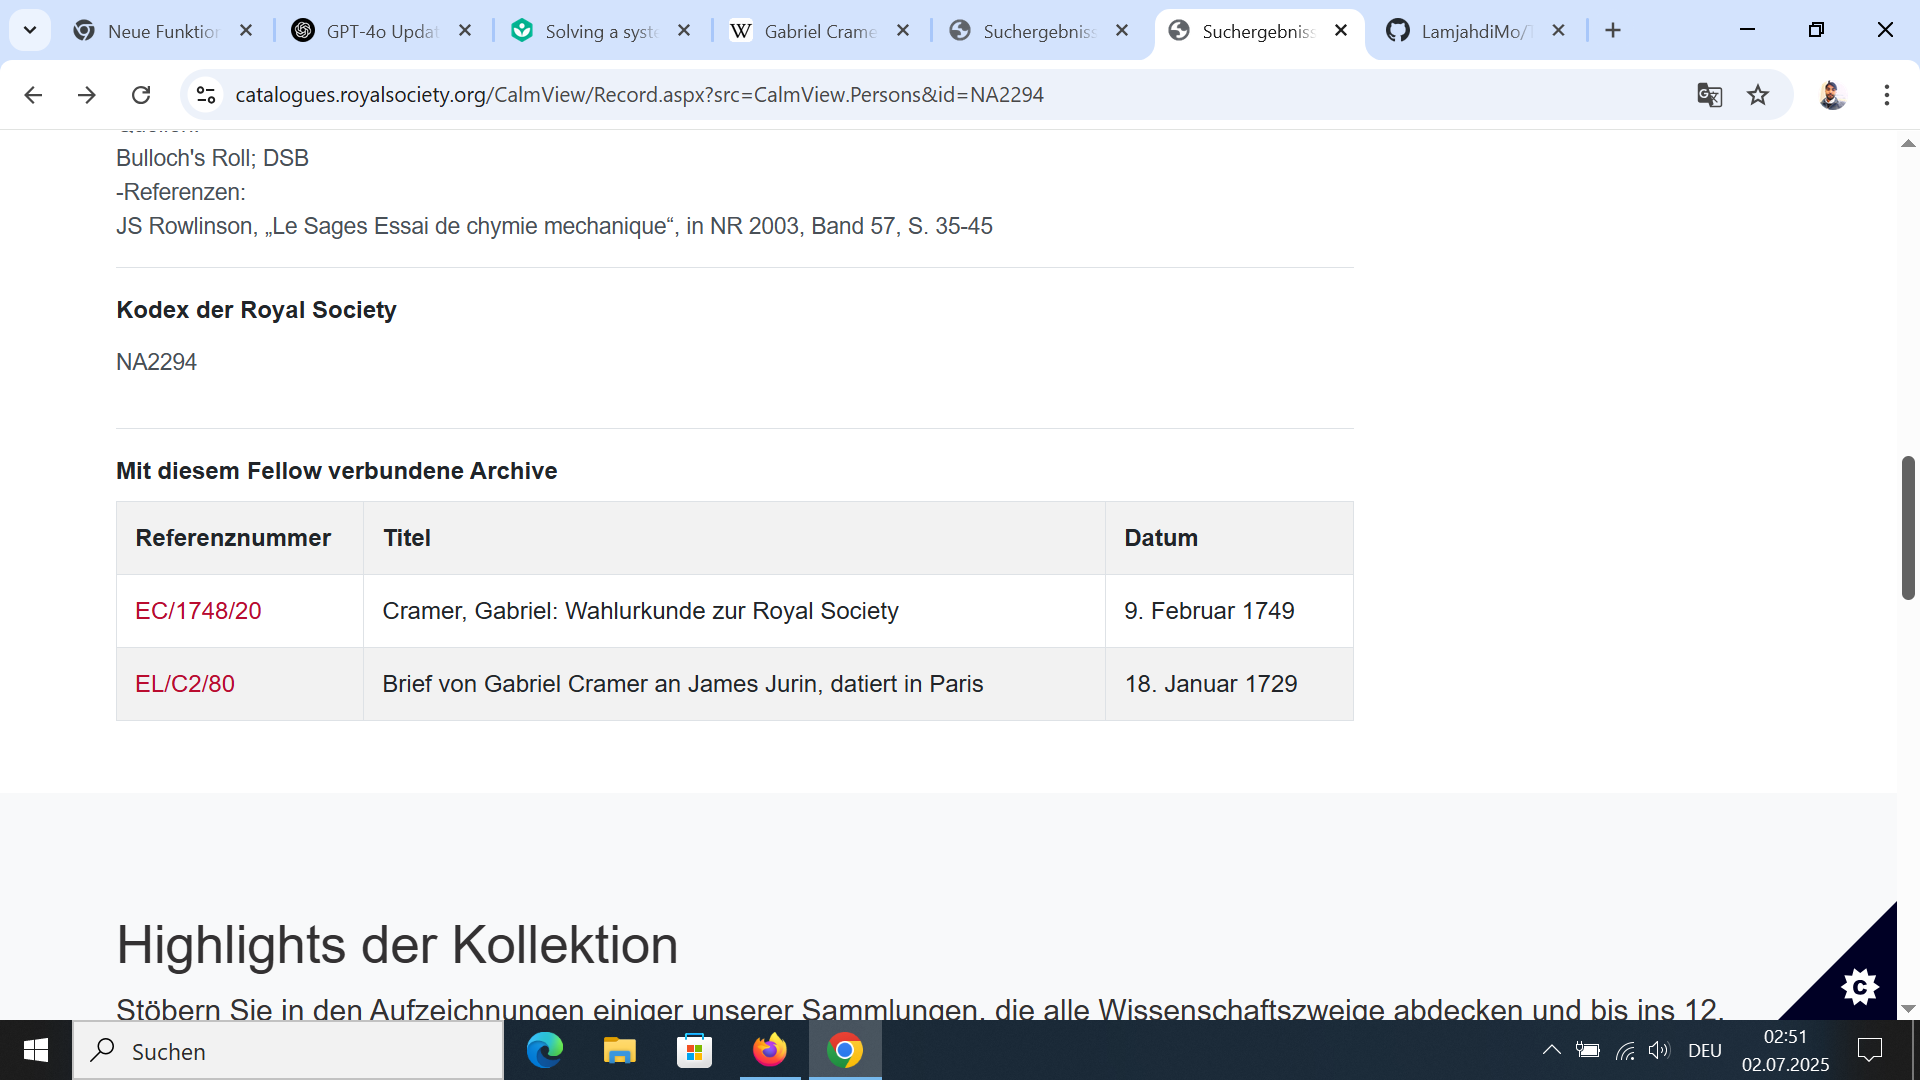 Neue Funktion
GPT-4o Updat
Solving a syste
Gabriel Crame
Suchergebniss
Suchergebniss
LamjahdiMo/T
catalogues.royalsociety.org/CalmView/Record.aspx?src=CalmView.Persons&id=NA2294
Bulloch's Roll; DSB
-Referenzen:
JS Rowlinson, „Le Sages Essai de chymie mechanique“, in NR 2003, Band 57, S. 35-45
Kodex der Royal Society
NA2294
Mit diesem Fellow verbundene Archive
Referenznummer Titel Datum
EC/1748/20 Cramer, Gabriel: Wahlurkunde zur Royal Society 9. Februar 1749
EL/C2/80 Brief von Gabriel Cramer an James Jurin, datiert in Paris 18. Januar 1729
Highlights der Kollektion
Stöbern Sie in den Aufzeichnungen einiger unserer Sammlungen, die alle Wissenschaftszweige abdecken und bis ins 12.
C
Suchen
DEU
02:51
02.07.2025